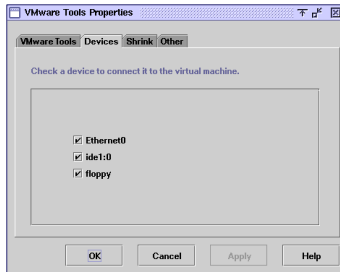 VMware Tools Properties
VMware Tools Devices Shrink Other
Check a device to connect it to the virtual machine.
Ethernet0
ide1:0
floppy
OK Cancel Apply Help